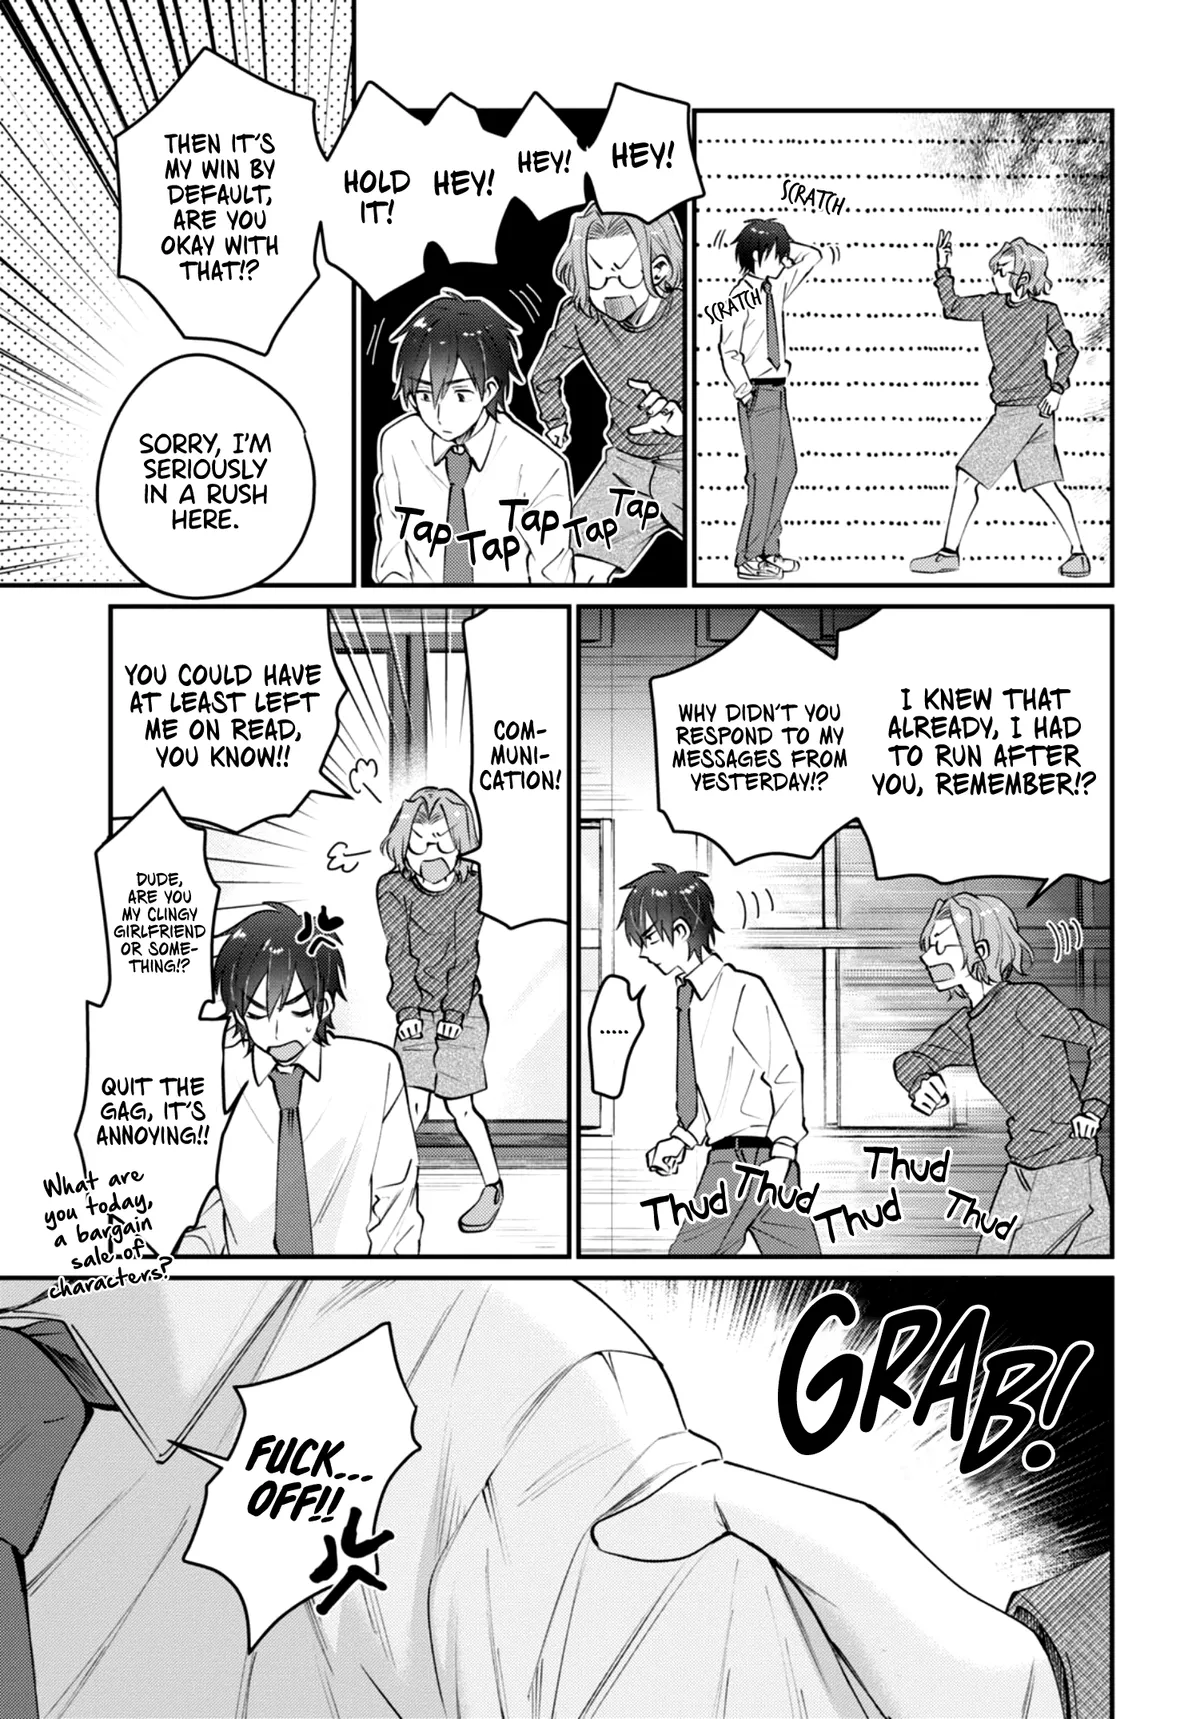 SCRATCH
SCRATCH
HEY!
HEY!
HEY!
HOLD
IT!
TAP
TAP
TAP
TAP
TAP
THEN IT'S
MY WIN BY
DEFAULT,
ARE YOU
OKAY WITH
THAT!?
SORRY, I'M
SERIOUSLY
IN A RUSH
HERE.
I KNEW THAT
ALREADY, I HAD
TO RUN AFTER
YOU, REMEMBER!?
WHY DIDN'T YOU
RESPOND TO MY
MESSAGES FROM
YESTERDAY!?
......
THUD
THUD
THUD
THUD
THUD
COM-
MUNI-
CATION!
YOU COULD HAVE
AT LEAST LEFT
ME ON READ,
YOU KNOW!!
DUDE,
ARE YOU
MY CLINGY
GIRLFRIEND
OR SOME-
THING!?
QUIT THE
GAG, IT'S
ANNOYING!!
What are
you today,
a bargain
sale of
characters?
GRAB!
FUCK...
OFF!!